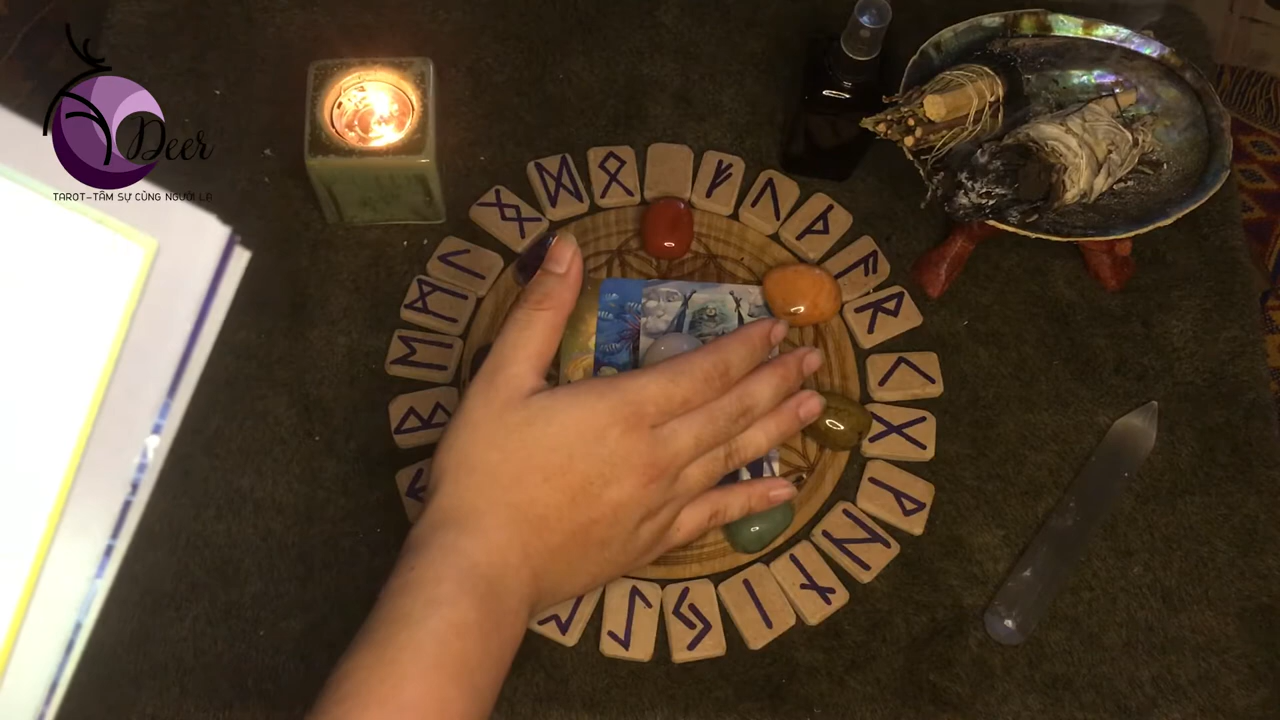 Deer
TAROT-TÂM SỰ CÙNG NGƯỜI LẠ
ᚠ
ᚢ
ᚦ
ᚨ
ᚱ
ᚲ
ᚷ
ᚹ
ᚺ
ᚾ
ᛁ
ᛃ
ᛇ
ᛒ
ᛖ
ᛗ
ᛚ
ᛝ
ᛞ
ᛟ